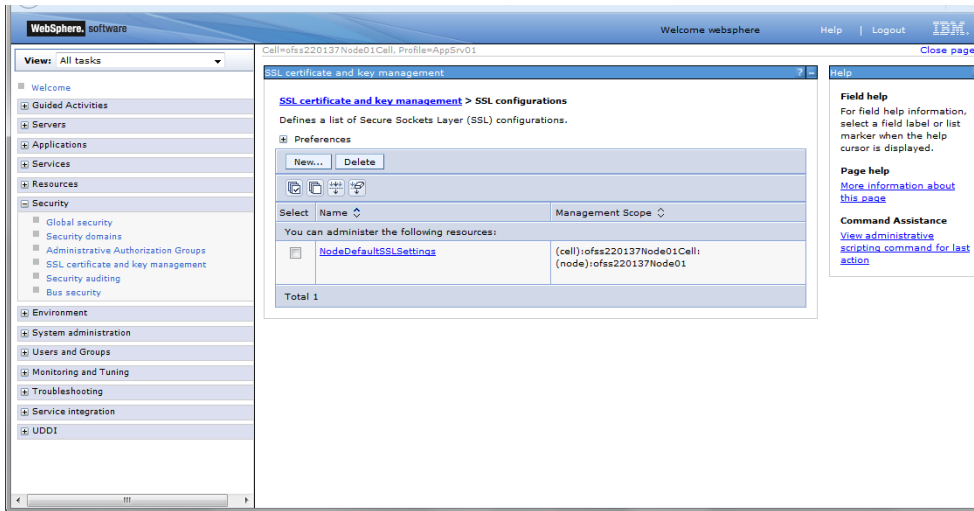 WebSphere. software
Welcome websphere
Help | Logout
IBM.
View: All tasks
Cell=ofss220137Node01Cell, Profile=AppSrv01
Close page
Welcome
Guided Activities
Servers
Applications
Services
Resources
Security
Global security
Security domains
Administrative Authorization Groups
SSL certificate and key management
Security auditing
Bus security
Environment
System administration
Users and Groups
Monitoring and Tuning
Troubleshooting
Service integration
UDDI
SSL certificate and key management
? -
SSL certificate and key management > SSL configurations
Defines a list of Secure Sockets Layer (SSL) configurations.
Preferences
New... Delete
Select Name Management Scope
You can administer the following resources:
NodeDefaultSSLSettings
(cell):ofss220137Node01Cell:
(node):ofss220137Node01
Total 1
Help
Field help
For field help information,
select a field label or list
marker when the help
cursor is displayed.
Page help
More information about
this page
Command Assistance
View administrative
scripting command for last
action